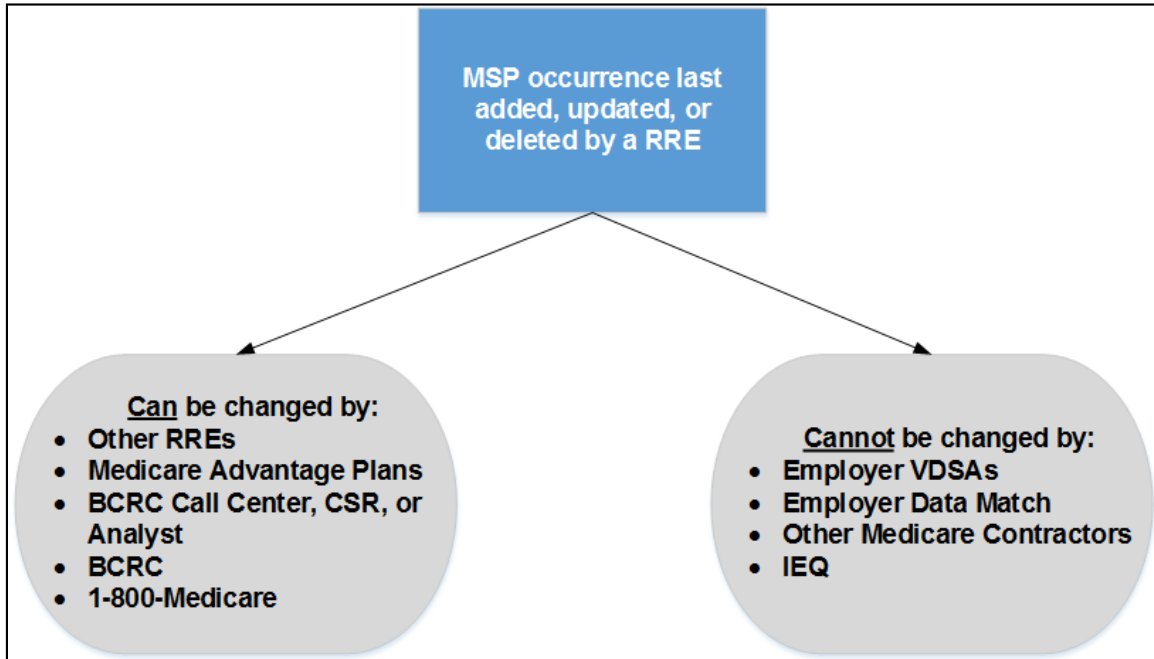 MSP occurrence last
added, updated, or
deleted by a RRE
Can be changed by:
• Other RREs
• Medicare Advantage Plans
• BCRC Call Center, CSR, or
Analyst
• BCRC
• 1-800-Medicare
Cannot be changed by:
• Employer VDSAs
• Employer Data Match
• Other Medicare Contractors
• IEQ